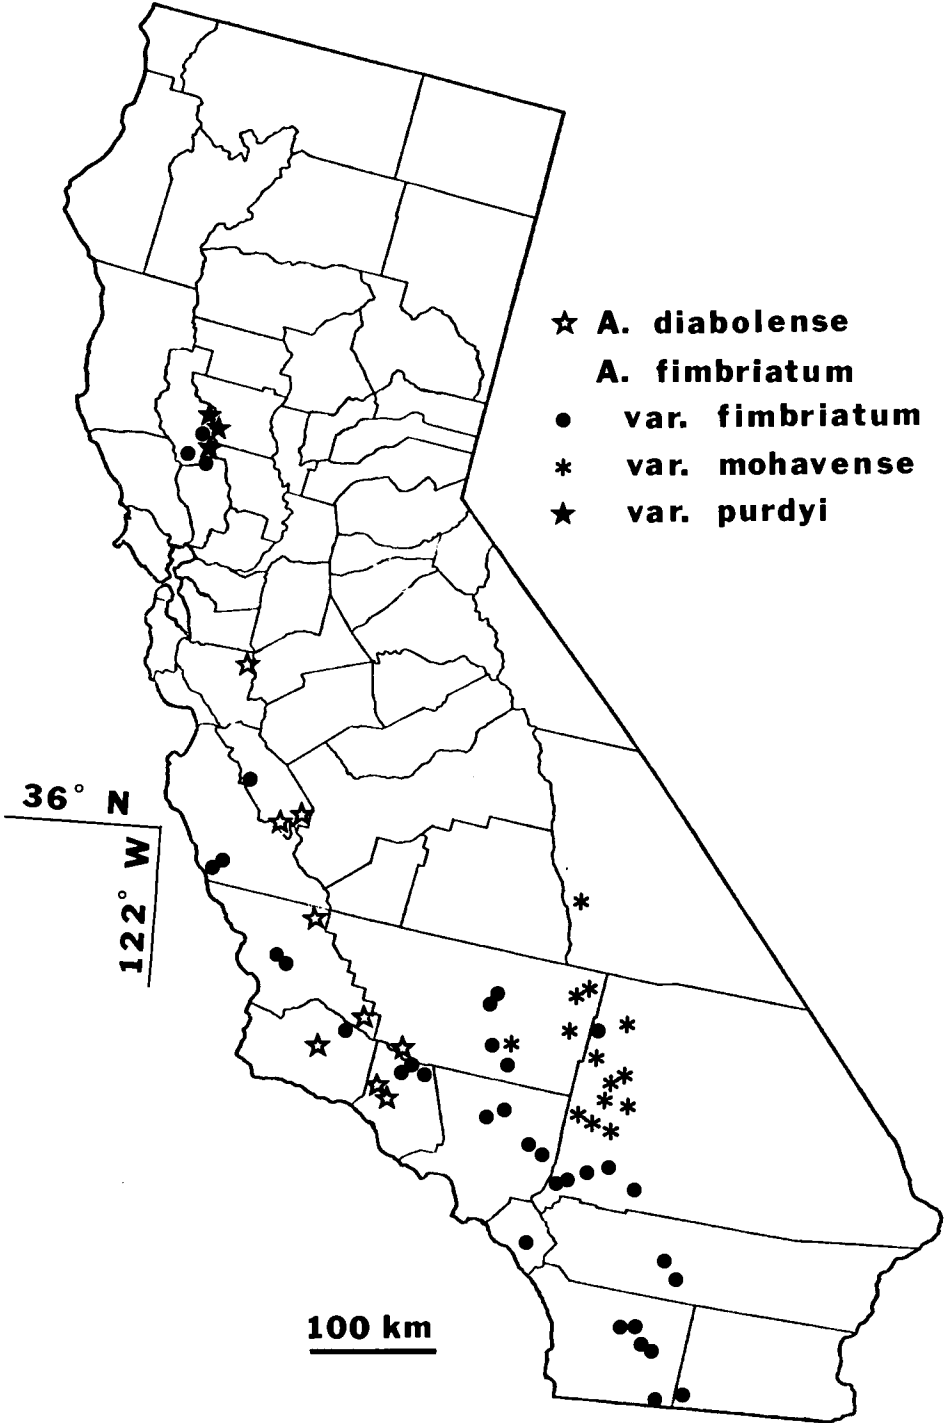 A. diabolense
A. fimbriatum
var. fimbriatum
var. mohavense
var. purdyi
36° N
122° W
100 km